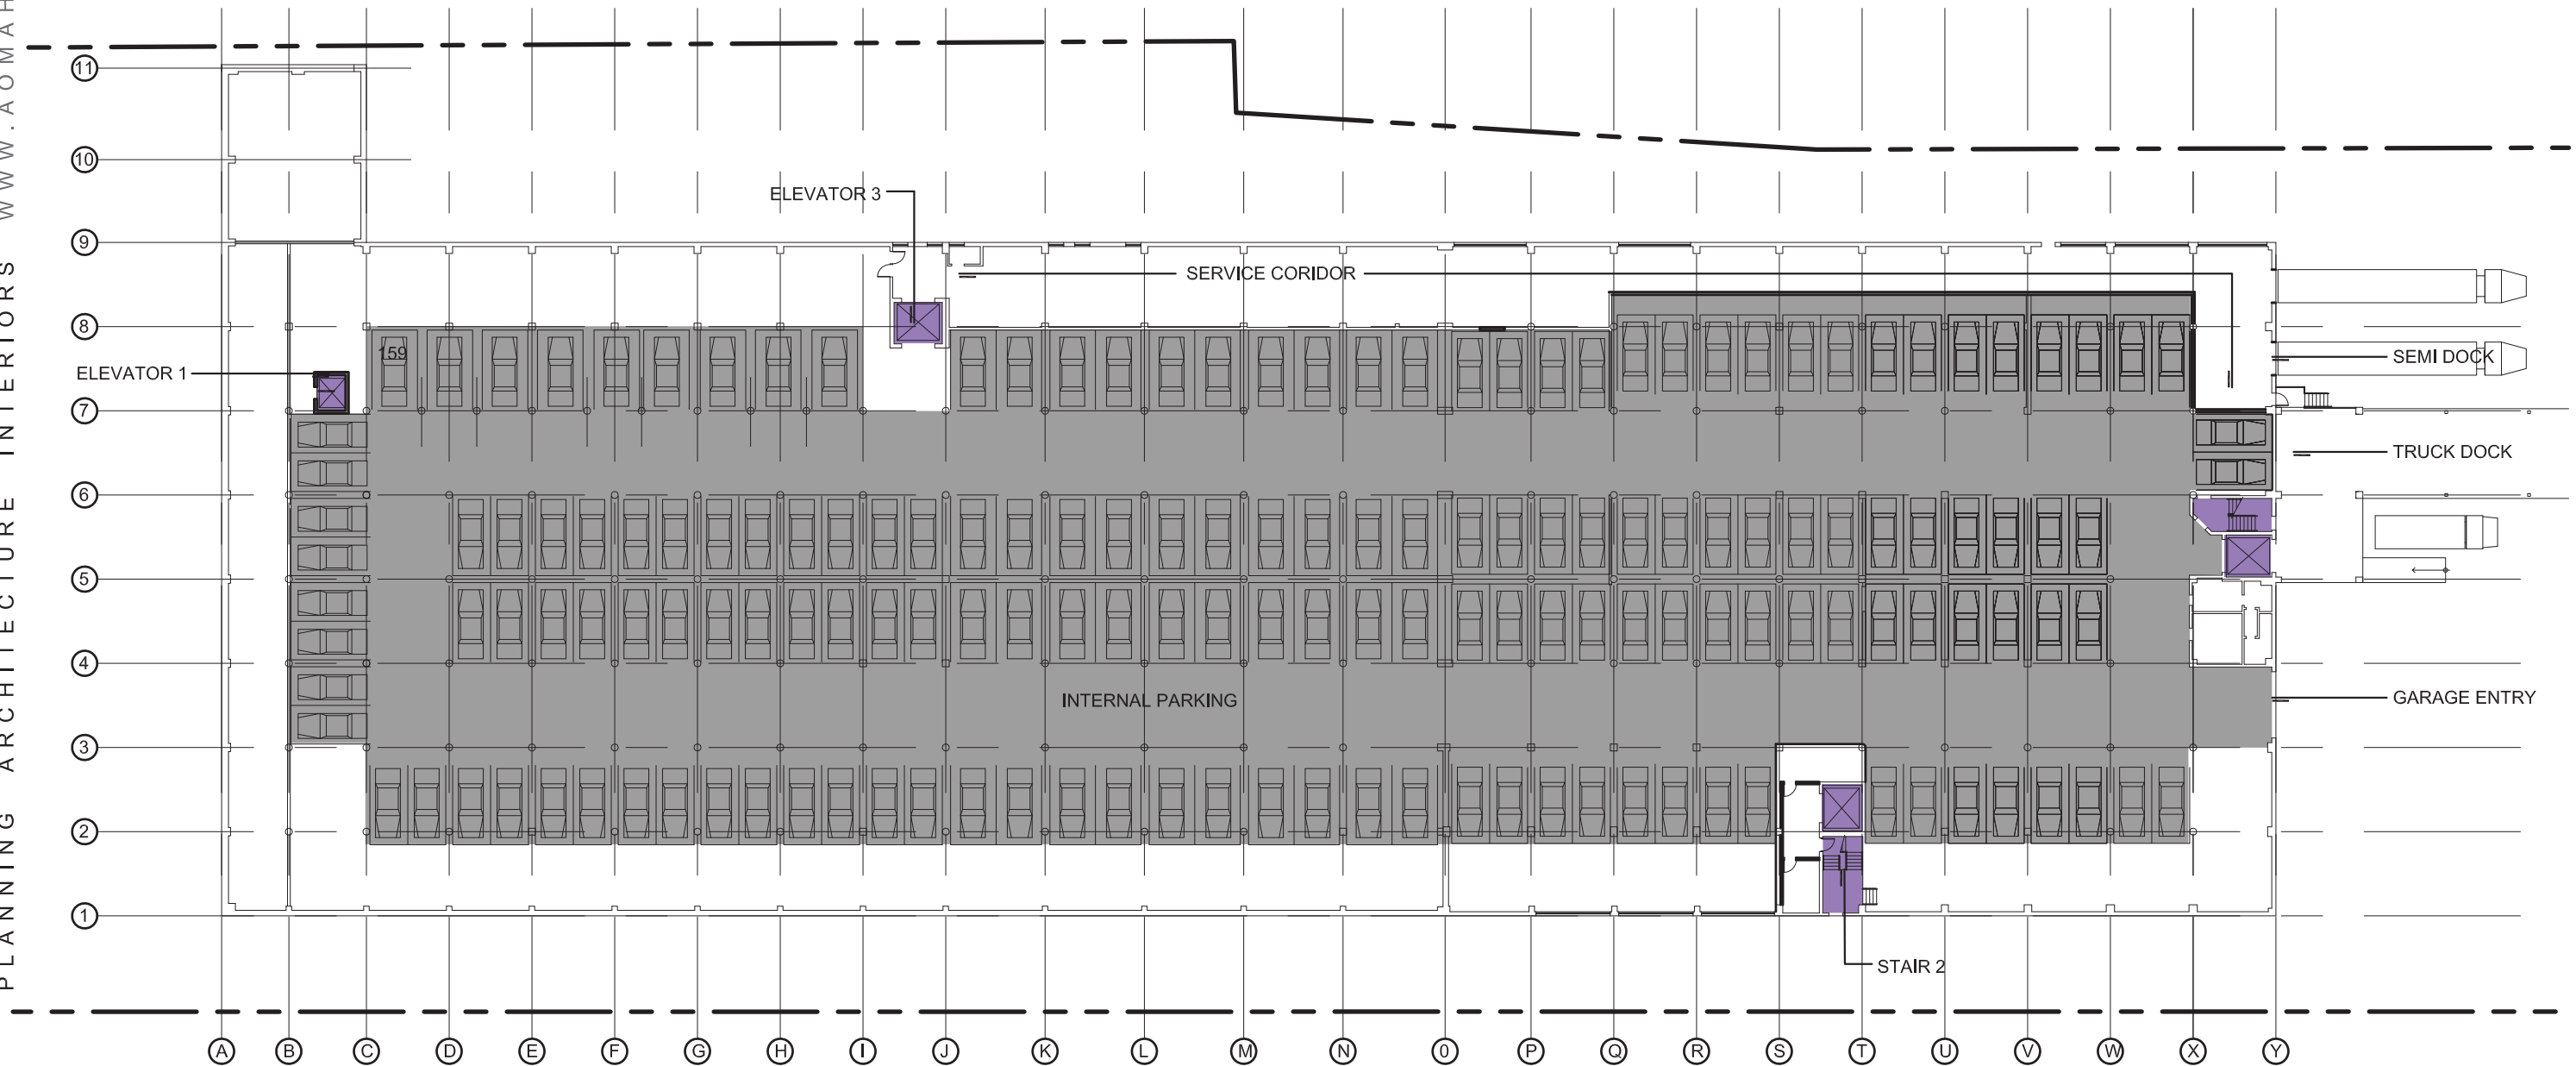 PLANNING ARCHITECTURE INTERIORS WWW.AOMAH
11
10
ELEVATOR 3
9
SERVICE CORIDOR
8
159
SEMI DOCK
ELEVATOR 1
7
TRUCK DOCK
6
5
4
INTERNAL PARKING
GARAGE ENTRY
3
2
1
STAIR 2
A B C D E F G H I J K L M N 0 P Q R S T U V W X Y